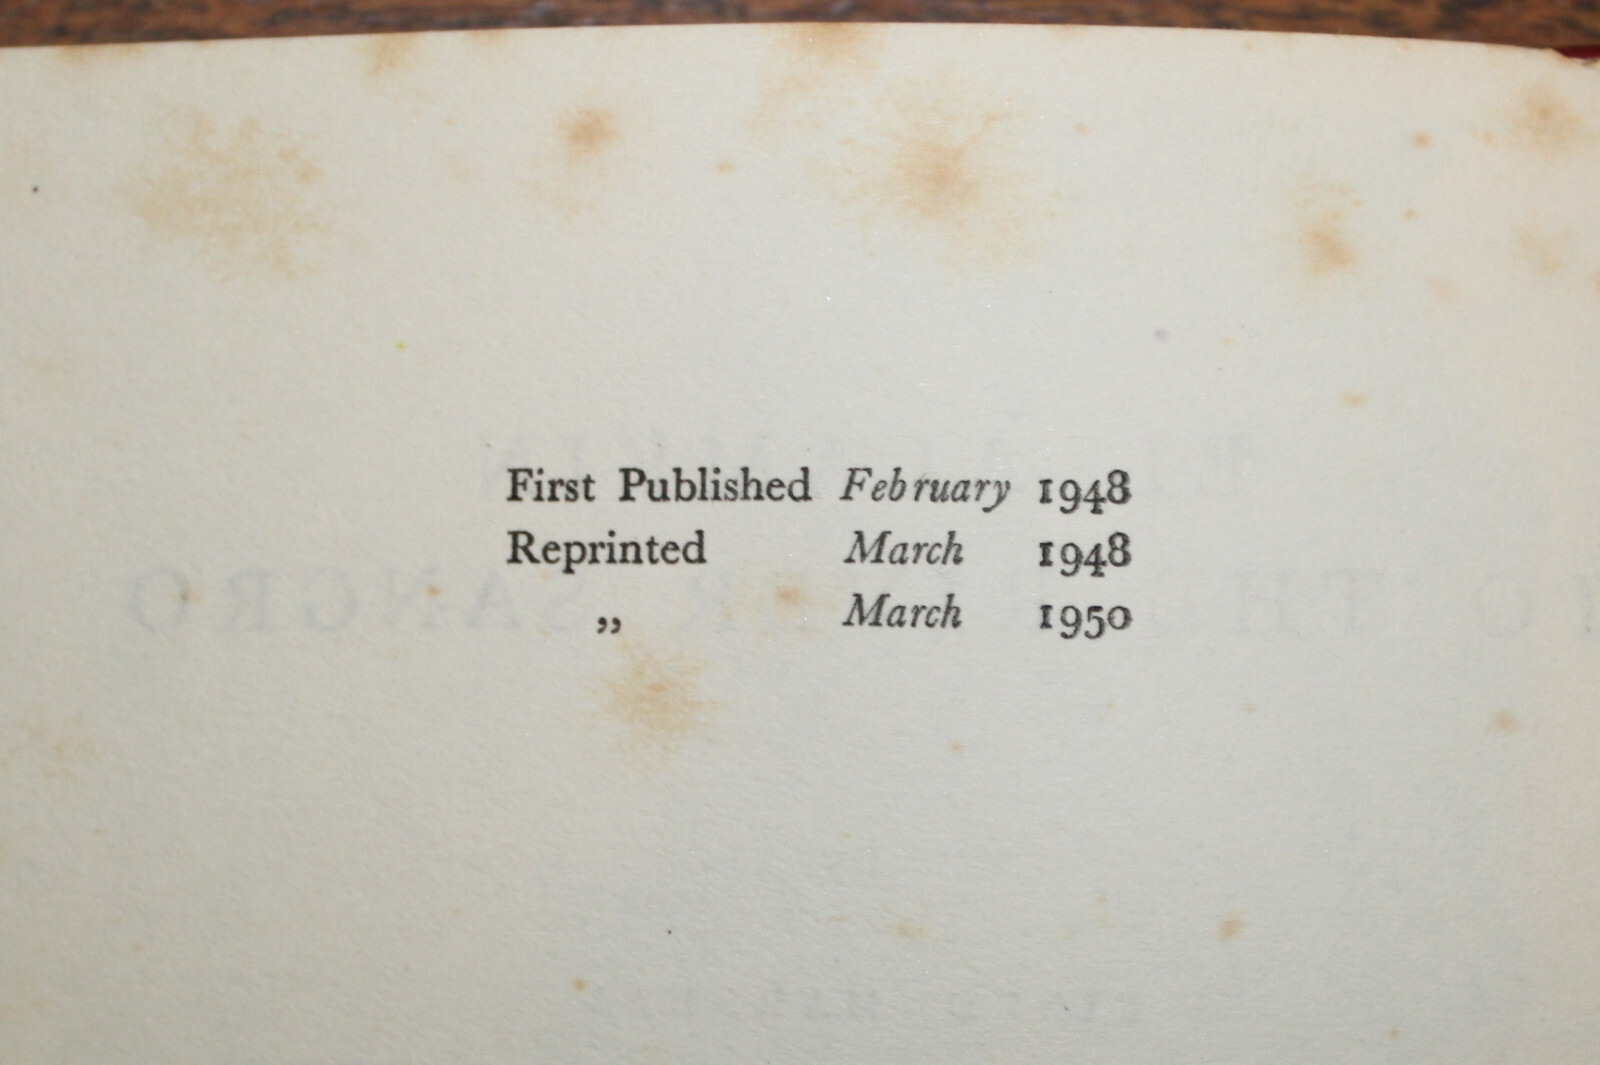 First Published February 1948
Reprinted March 1948
„ March 1950